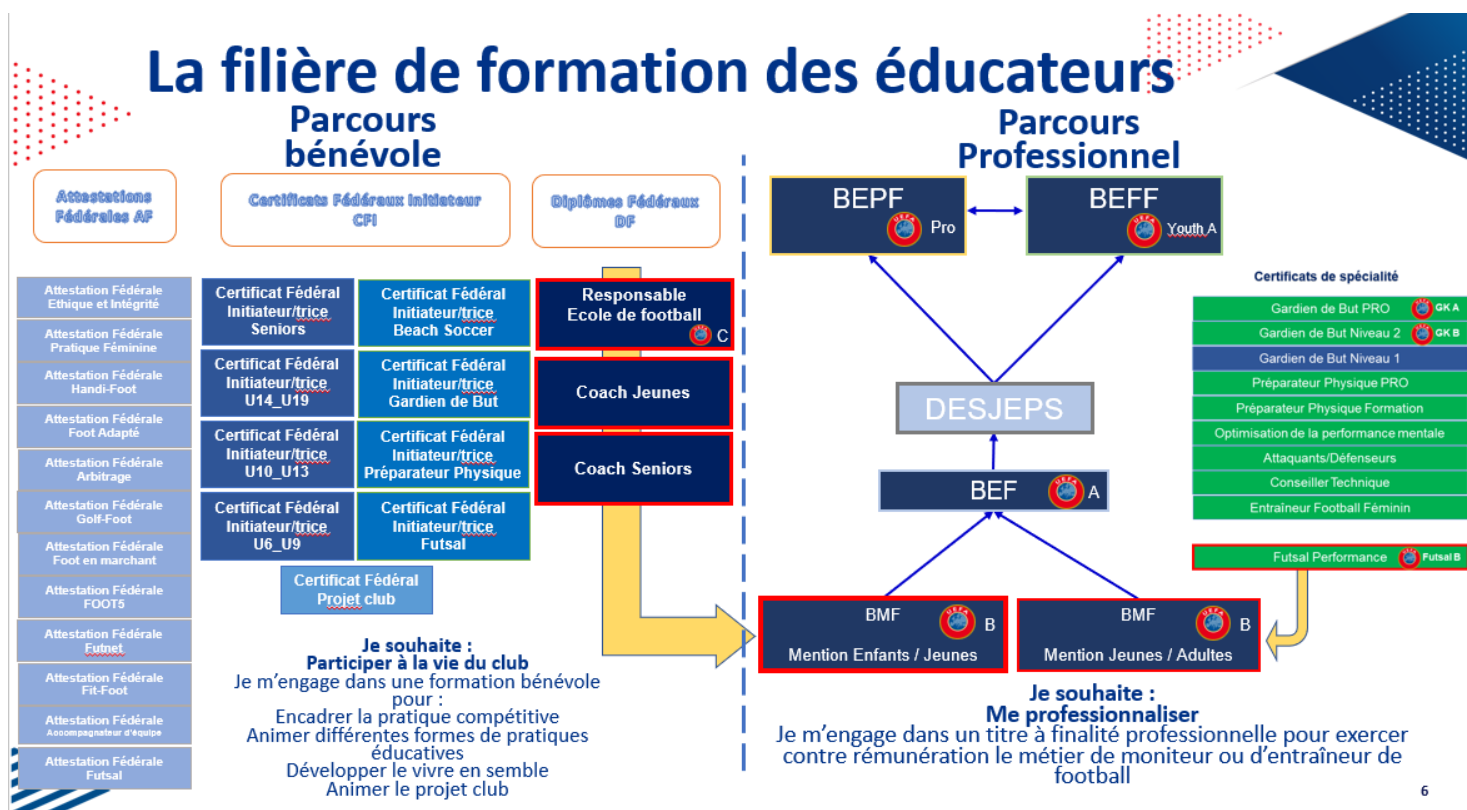 La filière de formation des éducateurs
Parcours
bénévole
Attestations
Fédérales AF
Certificats Fédéraux Initiateur
CFI
Diplômes Fédéraux
DF
Attestation Fédérale
Ethique et Intégrité
Attestation Fédérale
Pratique Féminine
Attestation Fédérale
Handi-Foot
Attestation Fédérale
Foot Adapté
Attestation Fédérale
Arbitrage
Attestation Fédérale
Golf-Foot
Attestation Fédérale
Foot en marchant
Attestation Fédérale
FOOT5
Attestation Fédérale
Futnet
Attestation Fédérale
Fit-Foot
Attestation Fédérale
Accompagnateur d'équipe
Attestation Fédérale
Futsal
Certificat Fédéral
Initiateur/trice
Seniors
Certificat Fédéral
Initiateur/trice
U14_U19
Certificat Fédéral
Initiateur/trice
U10_U13
Certificat Fédéral
Initiateur/trice
U6_U9
Certificat Fédéral
Initiateur/trice
Beach Soccer
Certificat Fédéral
Initiateur/trice
Gardien de But
Certificat Fédéral
Initiateur/trice
Préparateur Physique
Certificat Fédéral
Initiateur/trice
Futsal
Certificat Fédéral
Projet club
Responsable
Ecole de football
UEFA C
Coach Jeunes
Coach Seniors
Je souhaite :
Participer à la vie du club
Je m'engage dans une formation bénévole
pour :
Encadrer la pratique compétitive
Animer différentes formes de pratiques
éducatives
Développer le vivre en semble
Animer le projet club
Parcours
Professionnel
BEPF
UEFA Pro
BEFF
UEFA Youth A
DESJEPS
BEF UEFA A
BMF UEFA B
Mention Enfants / Jeunes
BMF UEFA B
Mention Jeunes / Adultes
Certificats de spécialité
Gardien de But PRO GK A
Gardien de But Niveau 2 GK B
Gardien de But Niveau 1
Préparateur Physique PRO
Préparateur Physique Formation
Optimisation de la performance mentale
Attaquants/Défenseurs
Conseiller Technique
Entraîneur Football Féminin
Futsal Performance Futsal B
Je souhaite :
Me professionnaliser
Je m'engage dans un titre à finalité professionnelle pour exercer
contre rémunération le métier de moniteur ou d'entraîneur de
football
6